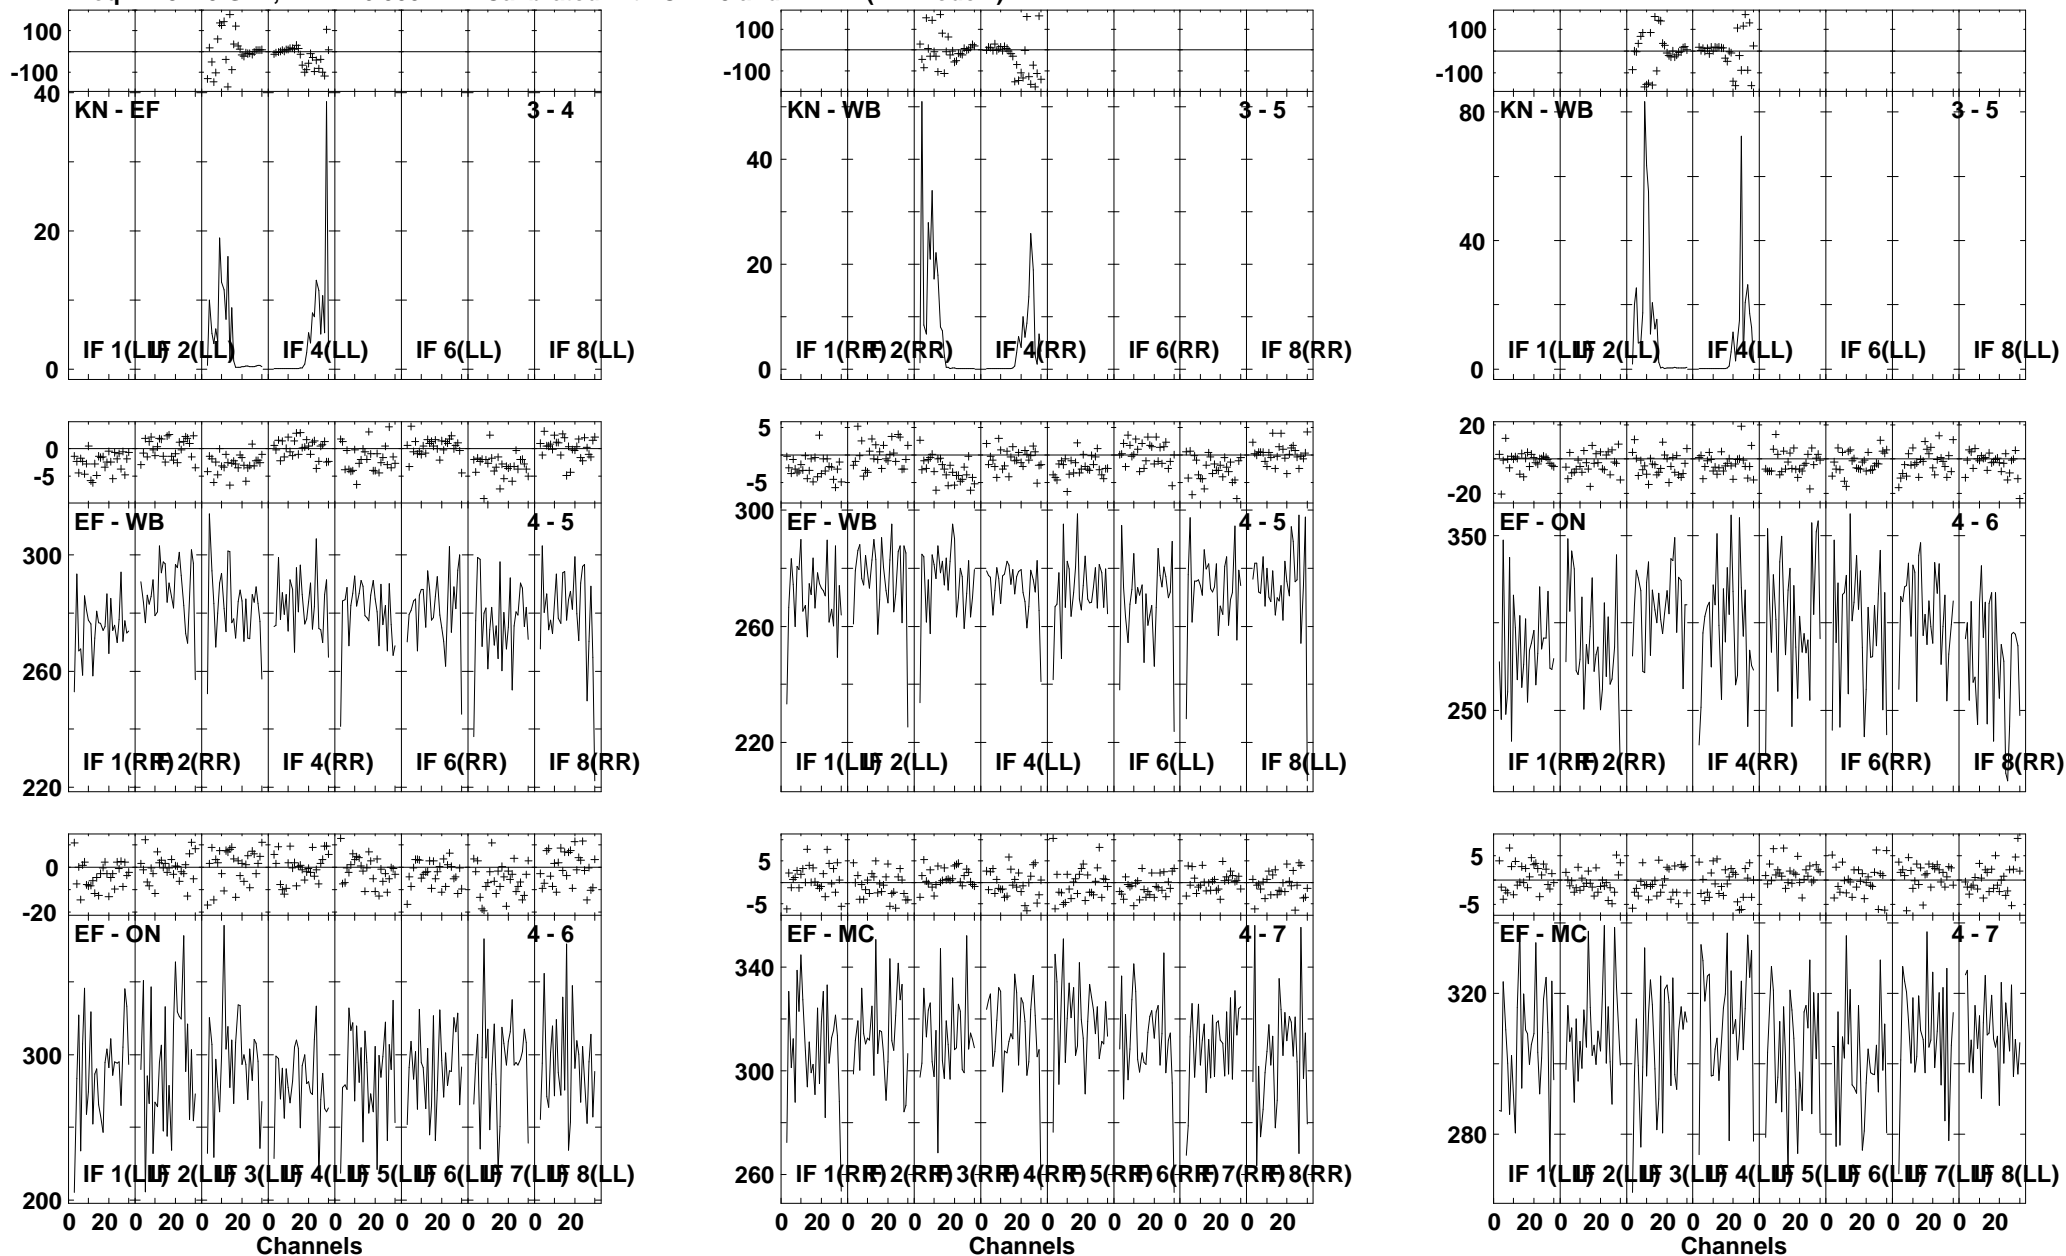 100
-100
40
20
0
KN - EF 3 - 4
IF 1(LL) IF 2(LL) IF 4(LL) IF 6(LL) IF 8(LL)
100
-100
40
20
0
KN - WB 3 - 5
IF 1(RR) IF 2(RR) IF 4(RR) IF 6(RR) IF 8(RR)
100
-100
80
40
0
KN - WB 3 - 5
IF 1(LL) IF 2(LL) IF 4(LL) IF 6(LL) IF 8(LL)
0
-5
300
260
220
EF - WB 4 - 5
IF 1(RR) IF 2(RR) IF 4(RR) IF 6(RR) IF 8(RR)
5
0
-5
300
260
220
EF - WB 4 - 5
IF 1(LL) IF 2(LL) IF 4(LL) IF 6(LL) IF 8(LL)
20
0
-20
350
250
EF - ON 4 - 6
IF 1(RR) IF 2(RR) IF 4(RR) IF 6(RR) IF 8(RR)
0
-20
300
200
EF - ON 4 - 6
IF 1(LL) IF 2(LL) IF 3(LL) IF 4(LL) IF 5(LL) IF 6(LL) IF 7(LL) IF 8(LL)
0 20 0 20 0 20 0 20 0 20 0 20 0 20 0 20
Channels
5
-5
340
300
260
EF - MC 4 - 7
IF 1(RR) IF 2(RR) IF 3(RR) IF 4(RR) IF 5(RR) IF 6(RR) IF 7(RR) IF 8(RR)
0 20 0 20 0 20 0 20 0 20 0 20 0 20 0 20
Channels
5
-5
320
280
EF - MC 4 - 7
IF 1(LL) IF 2(LL) IF 3(LL) IF 4(LL) IF 5(LL) IF 6(LL) IF 7(LL) IF 8(LL)
0 20 0 20 0 20 0 20 0 20 0 20 0 20 0 20
Channels